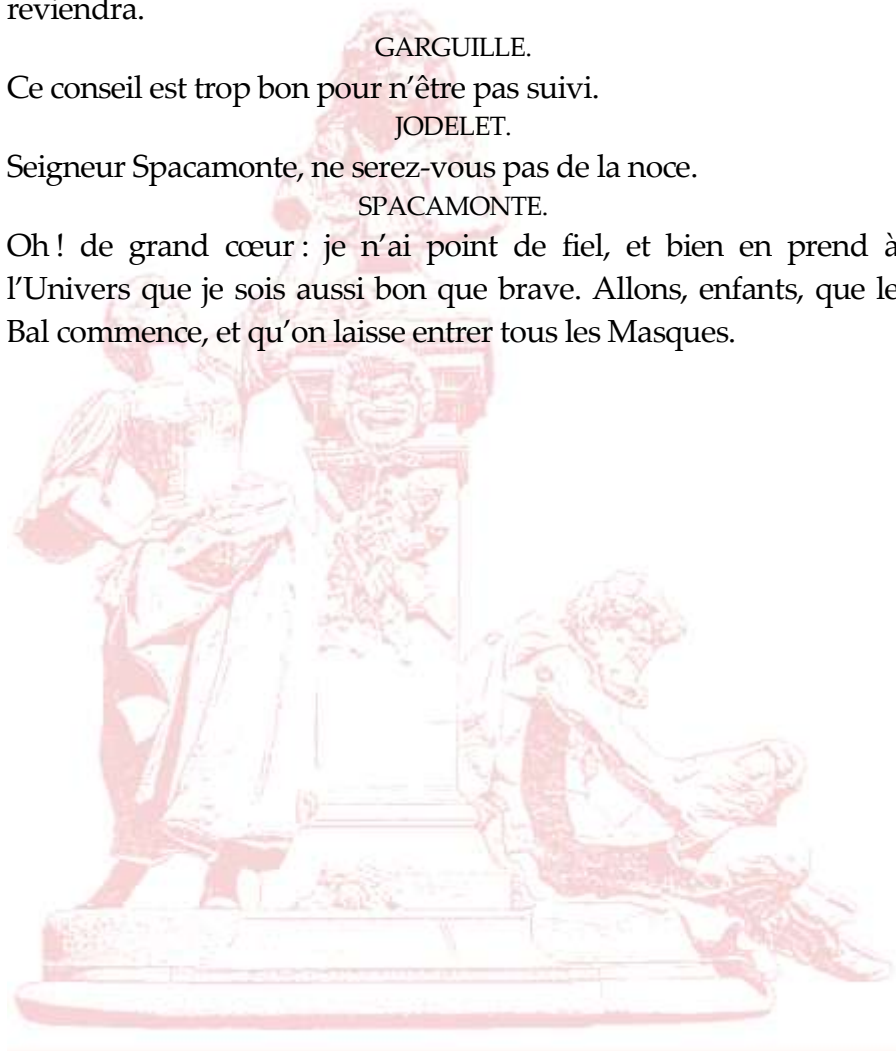 reviendra.
GARGUILLE.
Ce conseil est trop bon pour n’être pas suivi.
JODELET.
Seigneur Spacamonte, ne serez-vous pas de la noce.
SPACAMONTE.
Oh ! de grand cœur : je n’ai point de fiel, et bien en prend à
l’Univers que je sois aussi bon que brave. Allons, enfants, que le
Bal commence, et qu’on laisse entrer tous les Masques.